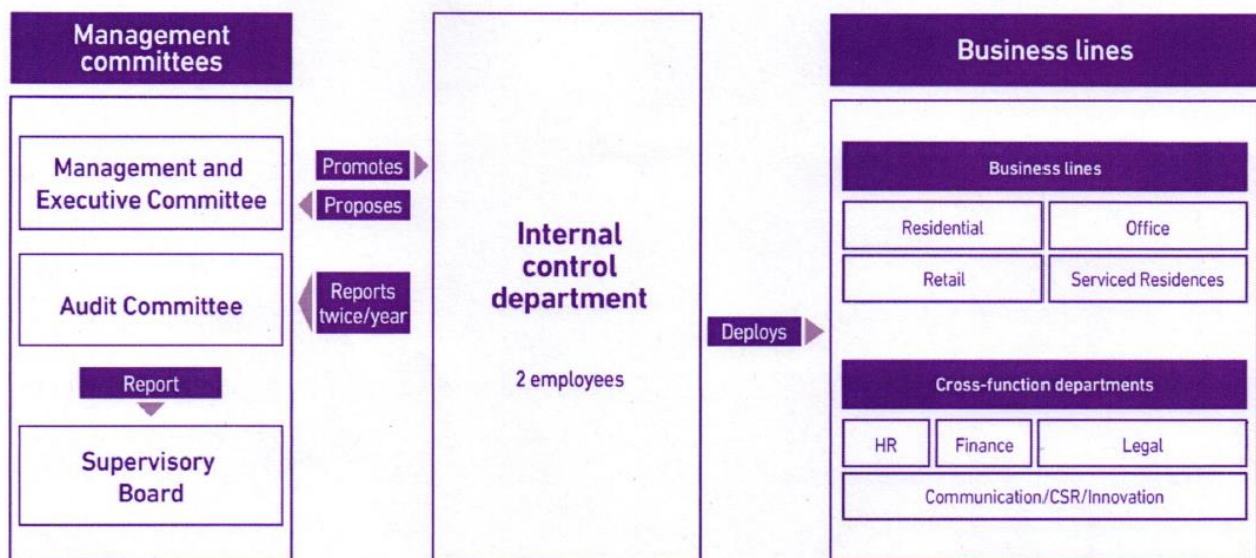 Management
committees
Management and
Executive Committee
Audit Committee
Report
Supervisory
Board
Promotes
Proposes
Reports
twice/year
Internal
control
department
2 employees
Deploys
Business lines
Business lines
Residential
Office
Retail
Serviced Residences
Cross-function departments
HR
Finance
Legal
Communication/CSR/Innovation